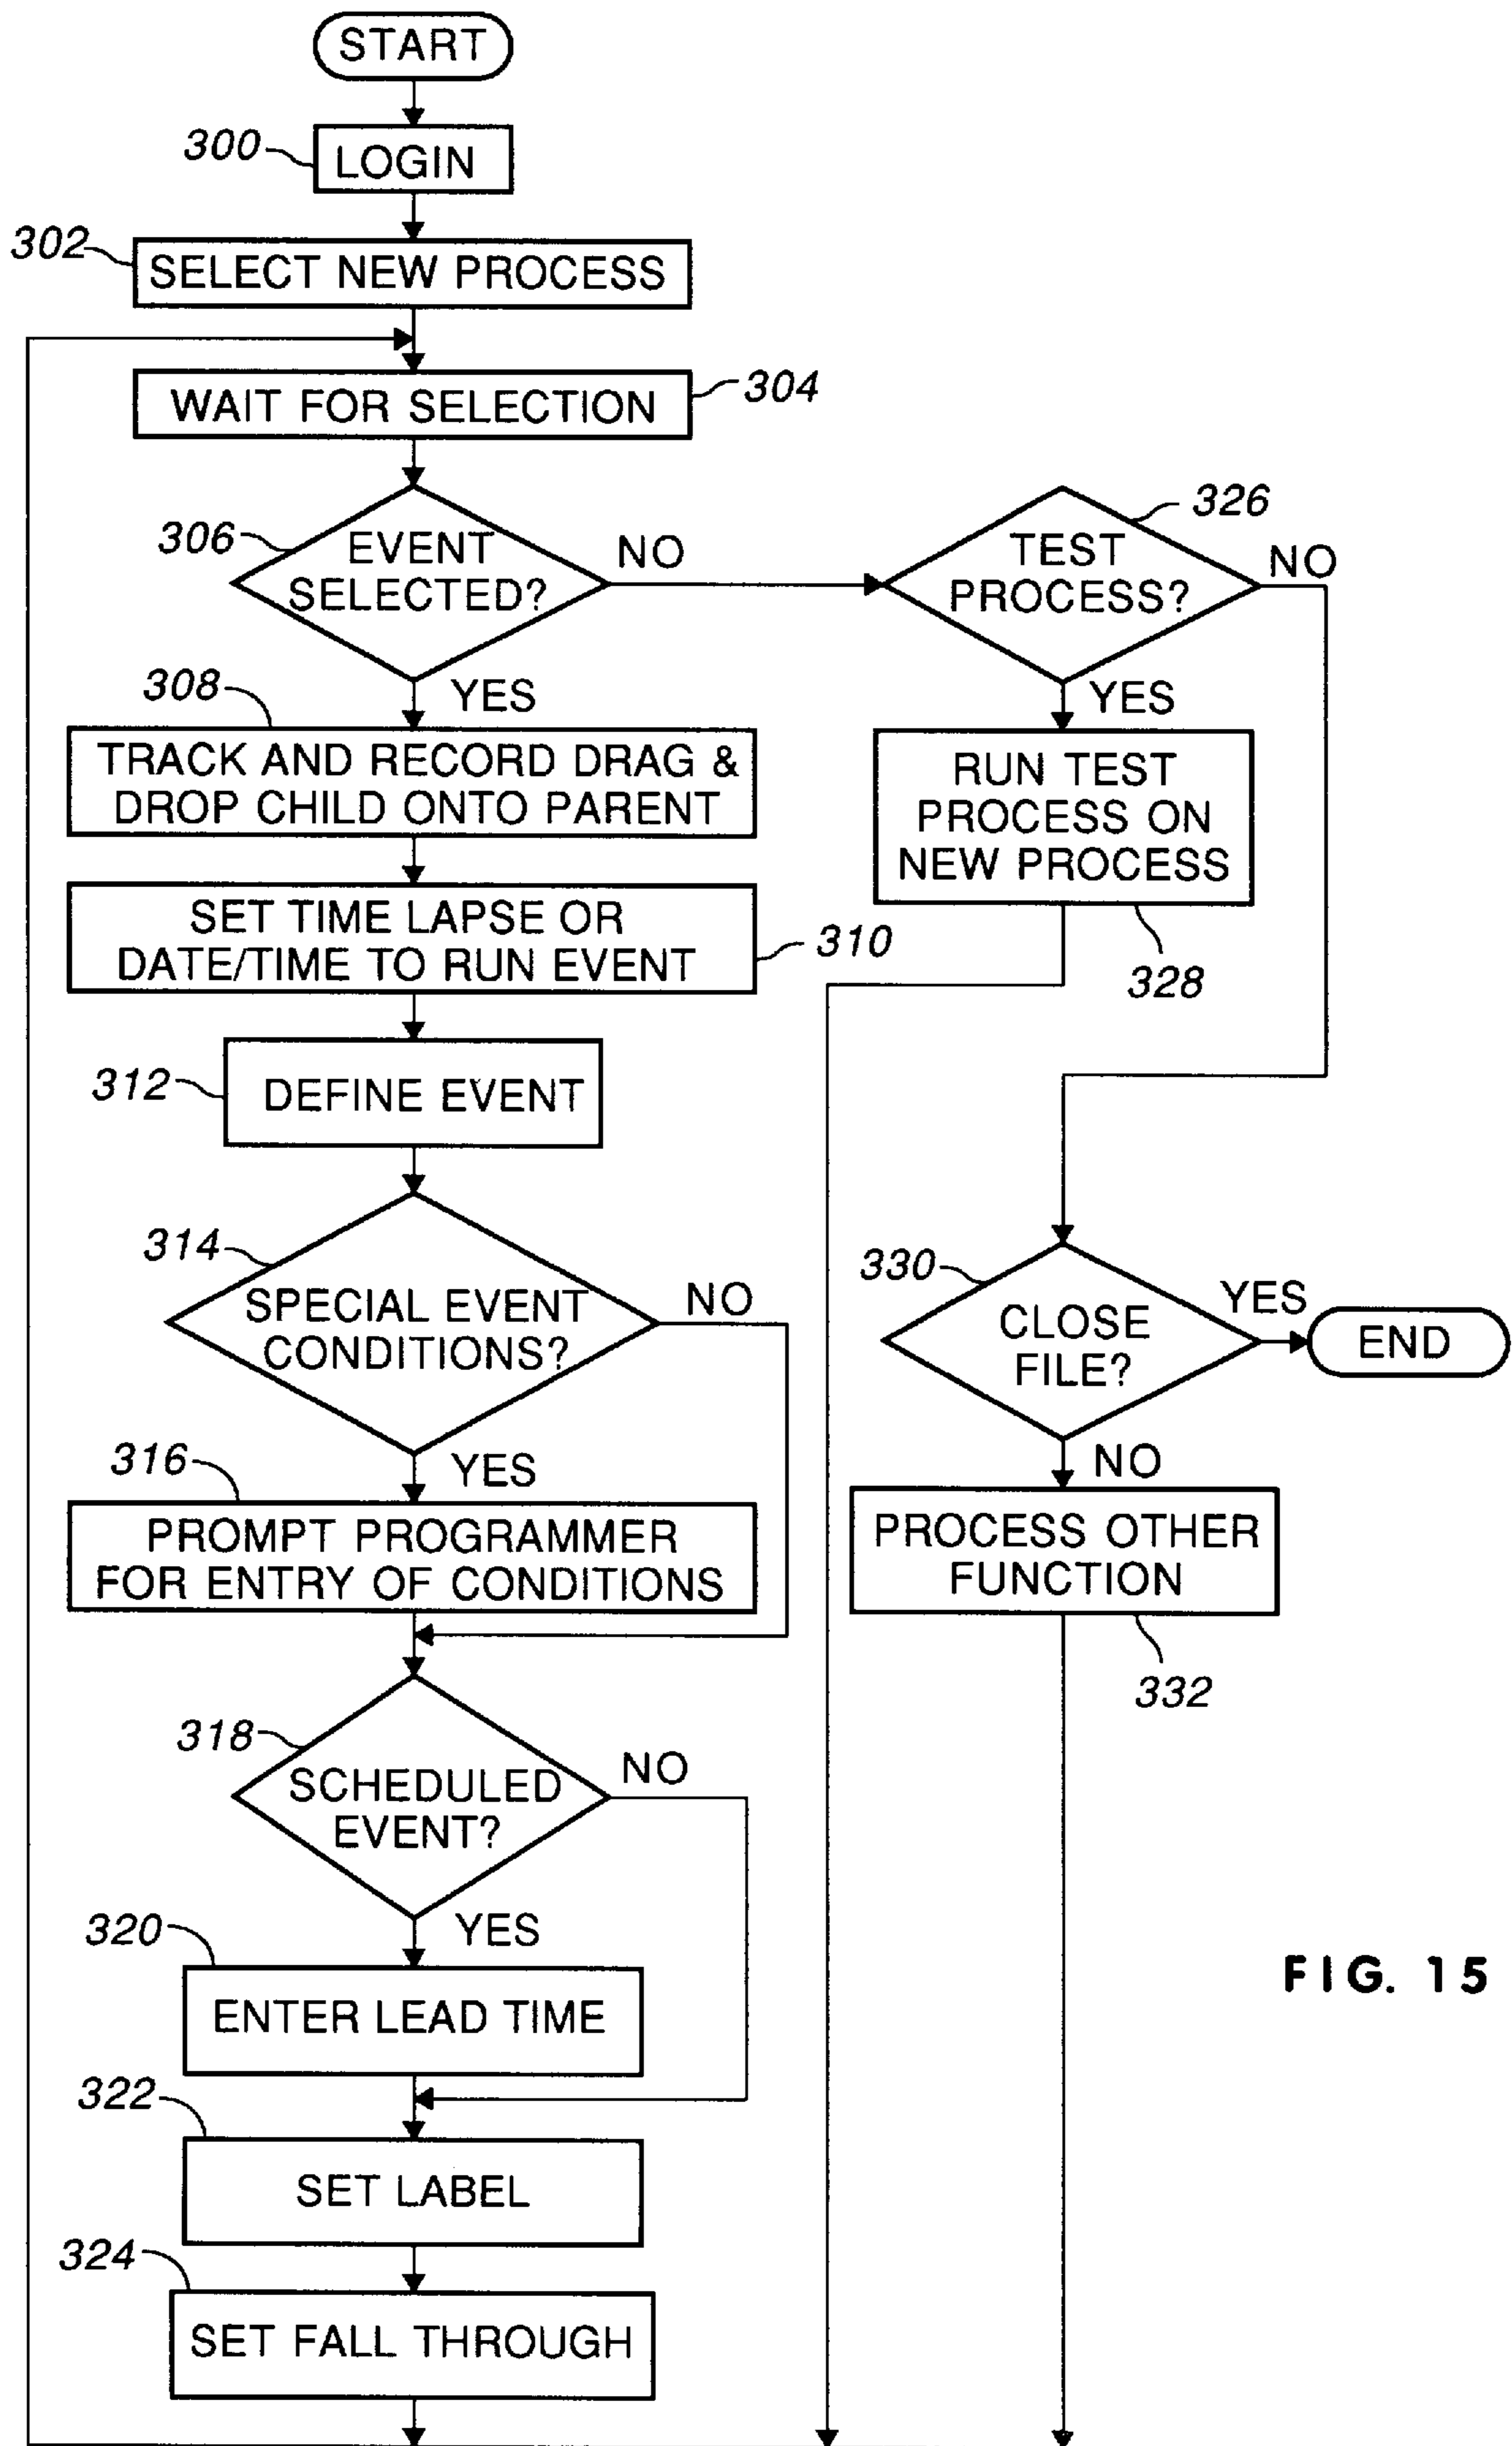 START
300
LOGIN
302
SELECT NEW PROCESS
WAIT FOR SELECTION
304
306
EVENT
SELECTED?
NO
326
TEST
PROCESS?
NO
308
YES
TRACK AND RECORD DRAG &
DROP CHILD ONTO PARENT
YES
RUN TEST
PROCESS ON
NEW PROCESS
328
SET TIME LAPSE OR
DATE/TIME TO RUN EVENT
310
312
DEFINE EVENT
314
SPECIAL EVENT
CONDITIONS?
NO
330
CLOSE
FILE?
YES
END
316
YES
PROMPT PROGRAMMER
FOR ENTRY OF CONDITIONS
NO
PROCESS OTHER
FUNCTION
332
318
SCHEDULED
EVENT?
NO
320
YES
ENTER LEAD TIME
FIG. 15
322
SET LABEL
324
SET FALL THROUGH